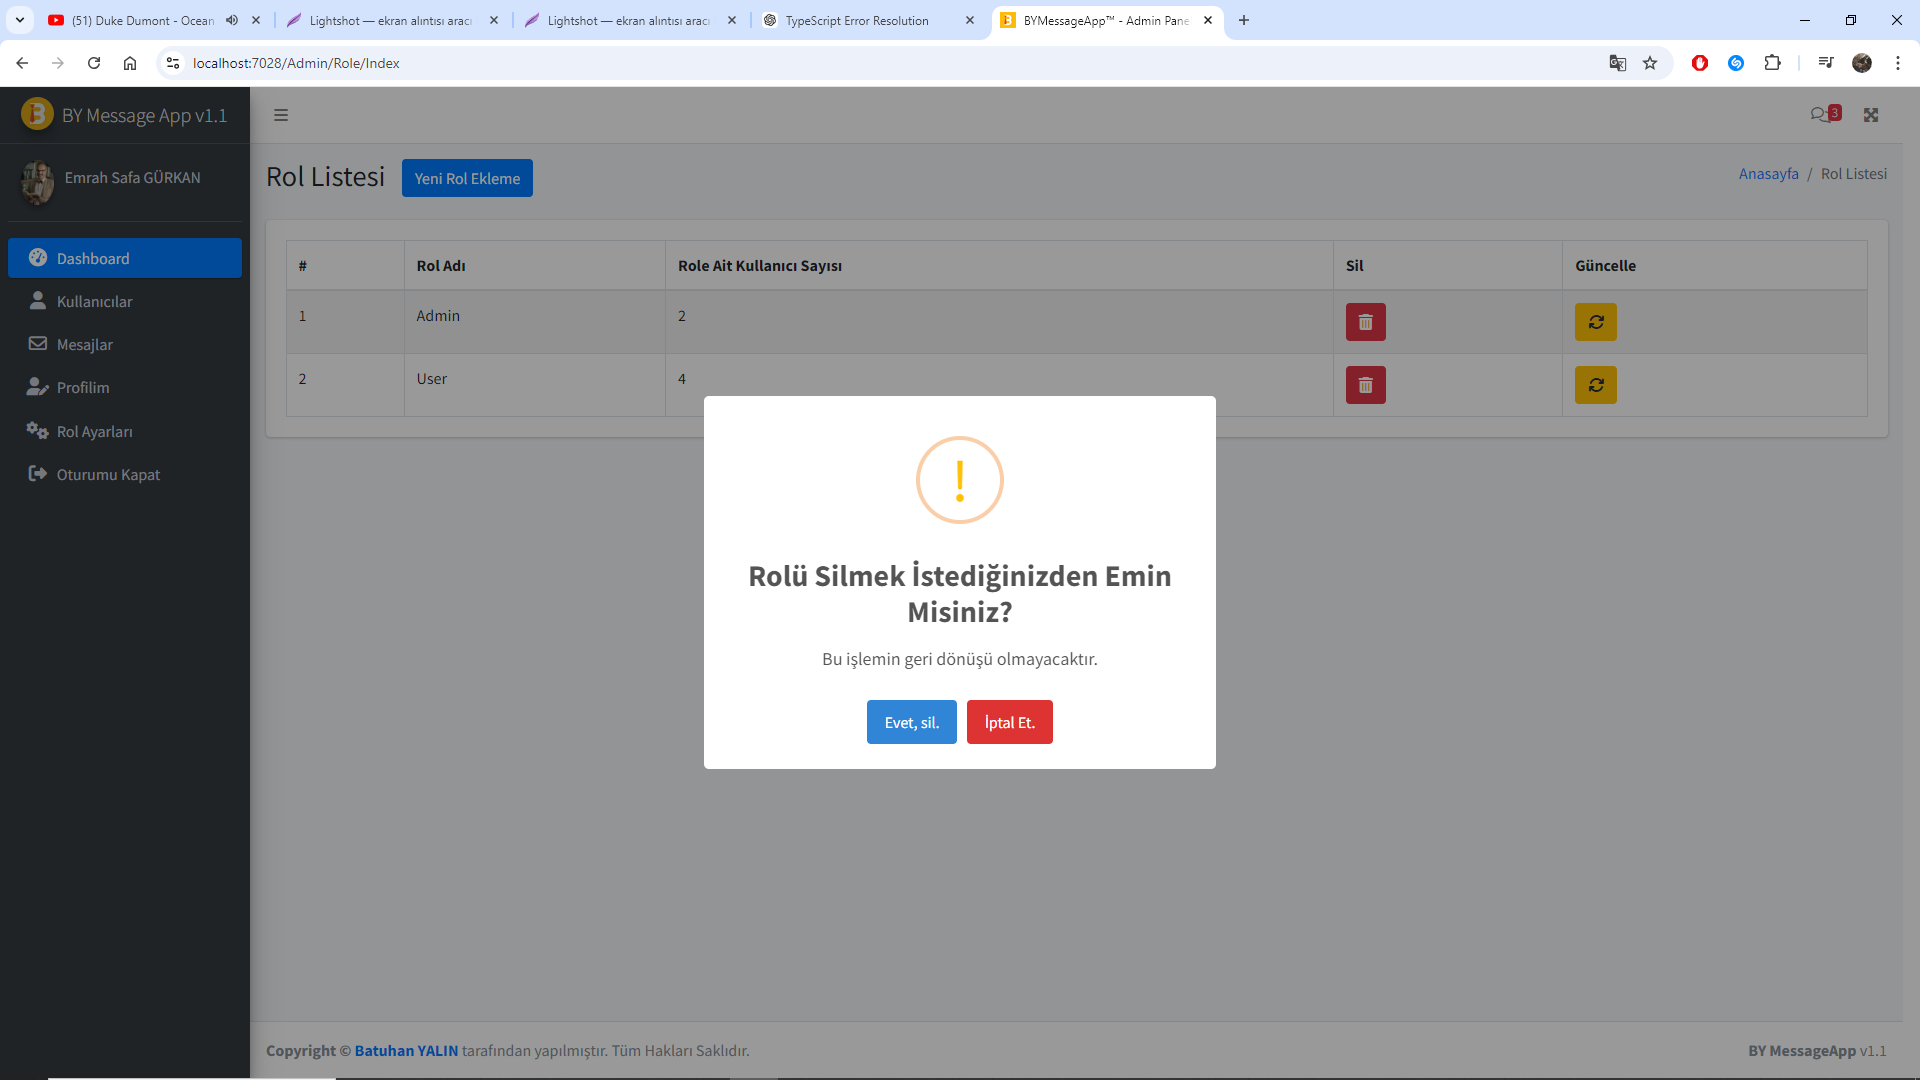 (51) Duke Dumont - Ocean
Lightshot — ekran alıntısı aracı
Lightshot — ekran alıntısı aracı
TypeScript Error Resolution
BYMessageApp™ - Admin Pane
localhost:7028/Admin/Role/Index
BY Message App v1.1
3
Emrah Safa GÜRKAN
Rol Listesi
Yeni Rol Ekleme
Anasayfa / Rol Listesi
Dashboard
Kullanıcılar
Mesajlar
Profilim
Rol Ayarları
Oturumu Kapat
# Rol Adı Role Ait Kullanıcı Sayısı Sil Güncelle
1 Admin 2
2 User 4
!
Rolü Silmek İstediğinizden Emin
Misiniz?
Bu işlemin geri dönüşü olmayacaktır.
Evet, sil. İptal Et.
Copyright © Batuhan YALIN tarafından yapılmıştır. Tüm Hakları Saklıdır.
BY MessageApp v1.1